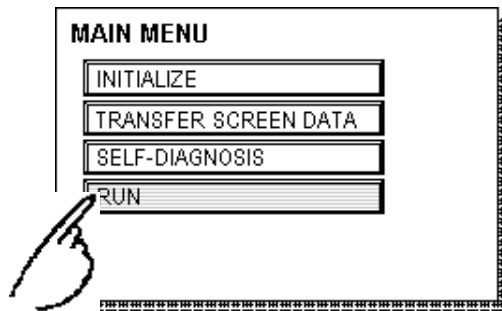 MAIN MENU
INITIALIZE
TRANSFER SCREEN DATA
SELF-DIAGNOSIS
RUN